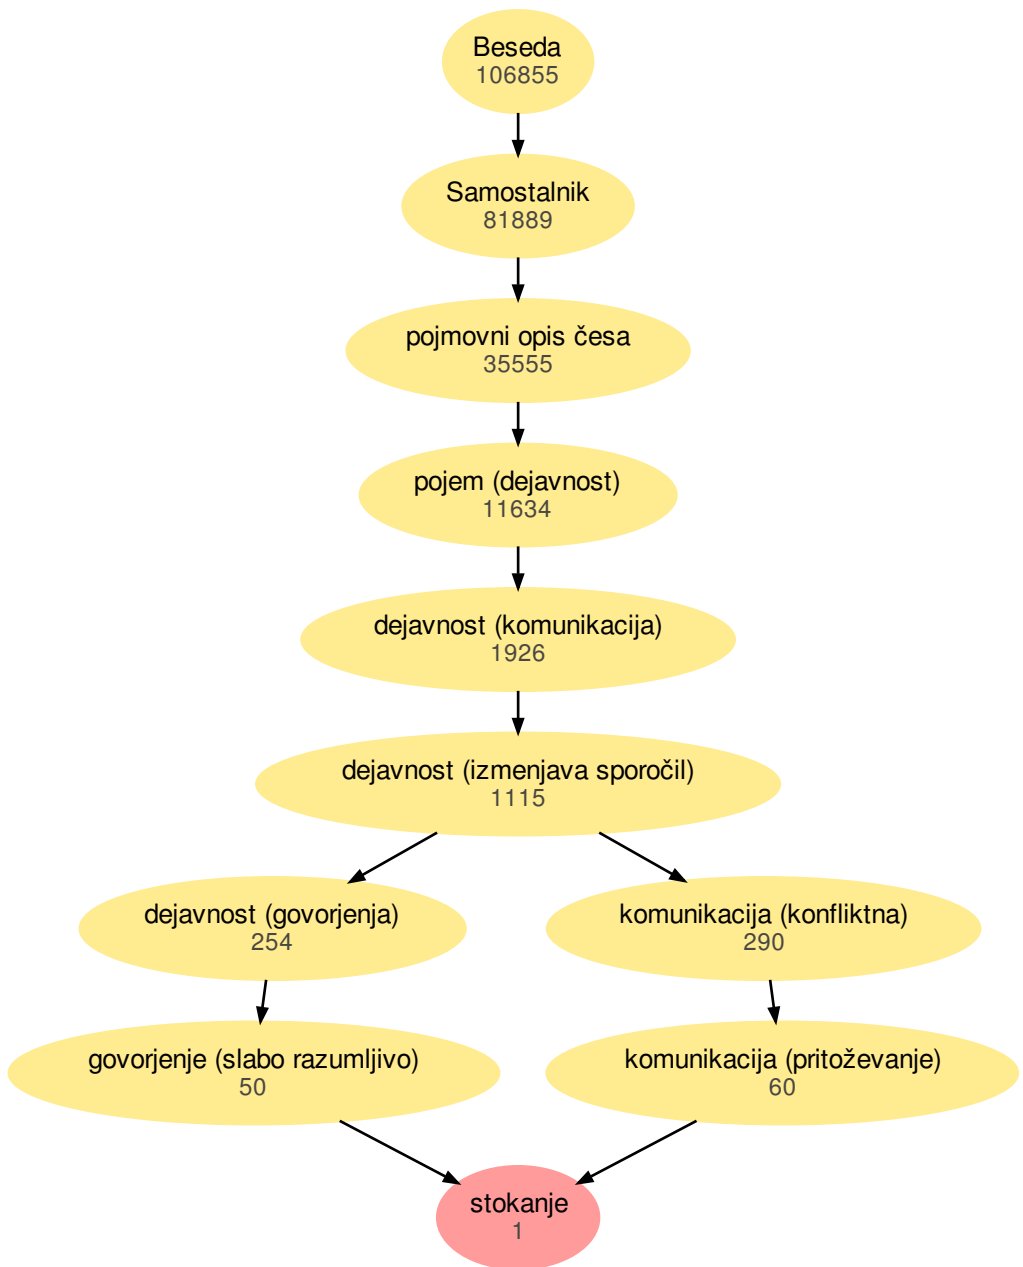 Beseda
106855
Samostalnik
81889
pojmovni opis česa
35555
pojem (dejavnost)
11634
dejavnost (komunikacija)
1926
dejavnost (izmenjava sporočil)
1115
dejavnost (govorjenja)
254
komunikacija (konfliktna)
290
govorjenje (slabo razumljivo)
50
komunikacija (pritoževanje)
60
stokanje
1